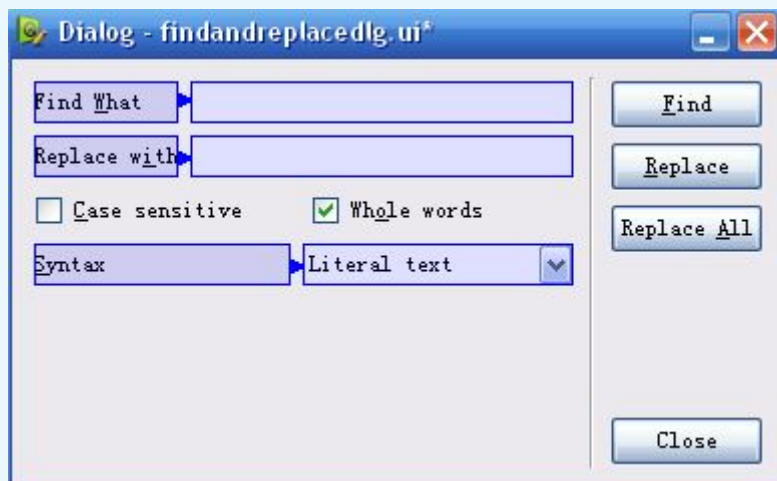 Dialog - findandreplacedlg.ui*
Find What
Find
Replace with
Replace
Case sensitive
Whole words
Replace All
Syntax
Literal text
Close